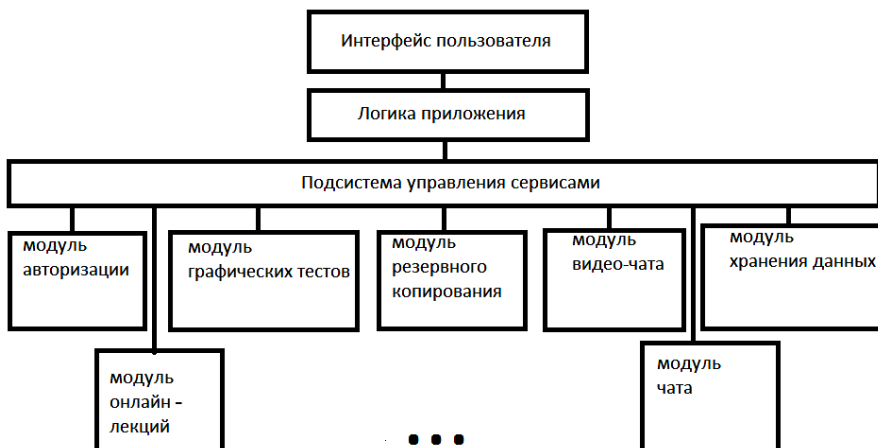 Интерфейс пользователя
Логика приложения
Подсистема управления сервисами
модуль
авторизации
модуль
графических тестов
модуль
резервного
копирования
модуль
видео-чата
модуль
хранения данных
модуль
онлайн -
лекций
модуль
чата
...